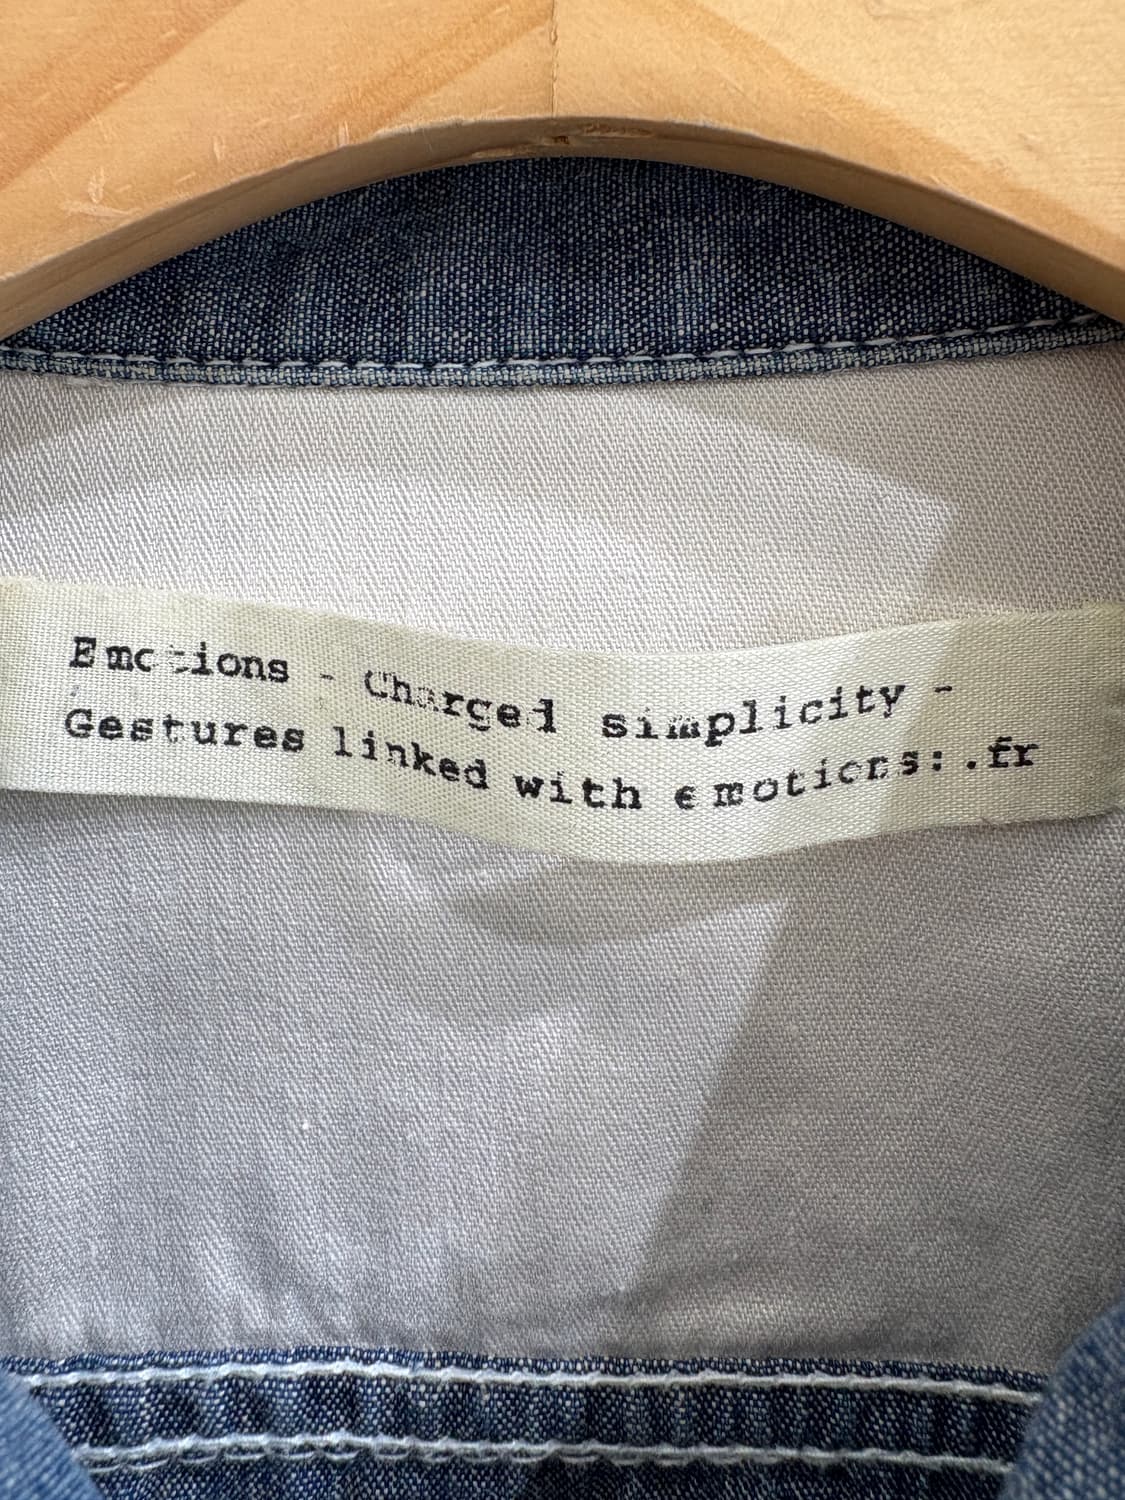 Emotions - Charged simplicity -
Gestures linked with emotions: .fr